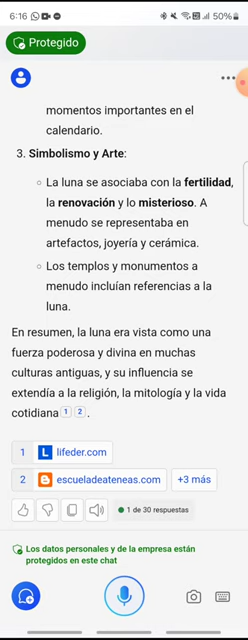 6:16
50%
Protegido
momentos importantes en el
calendario.
3. Simbolismo y Arte:
La luna se asociaba con la fertilidad,
la renovación y lo misterioso. A
menudo se representaba en
artefactos, joyería y cerámica.
Los templos y monumentos a
menudo incluían referencias a la
luna.
En resumen, la luna era vista como una
fuerza poderosa y divina en muchas
culturas antiguas, y su influencia se
extendía a la religión, la mitología y la vida
cotidiana 1 2 .
1 L lifeder.com
2 escueladeateneas.com +3 más
1 de 30 respuestas
Los datos personales y de la empresa están
protegidos en este chat